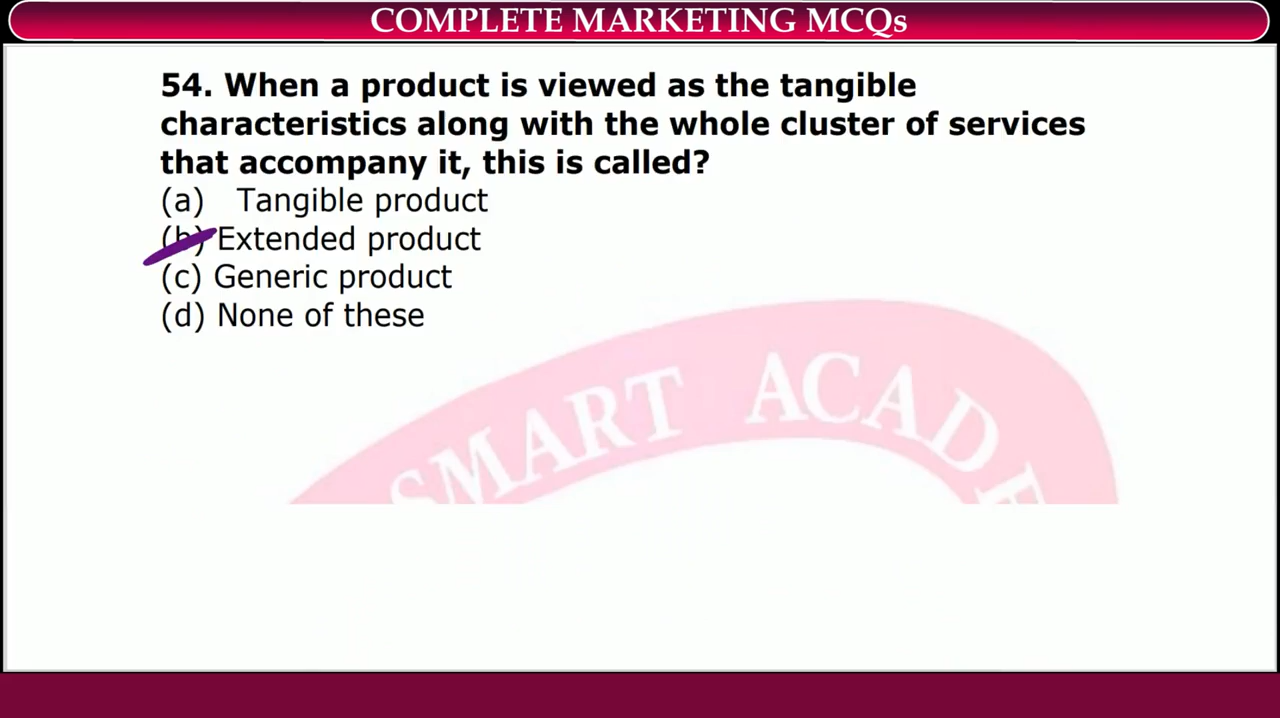 COMPLETE MARKETING MCQs
54. When a product is viewed as the tangible
characteristics along with the whole cluster of services
that accompany it, this is called?
(a) Tangible product
(b) Extended product
(c) Generic product
(d) None of these
SMART ACADE